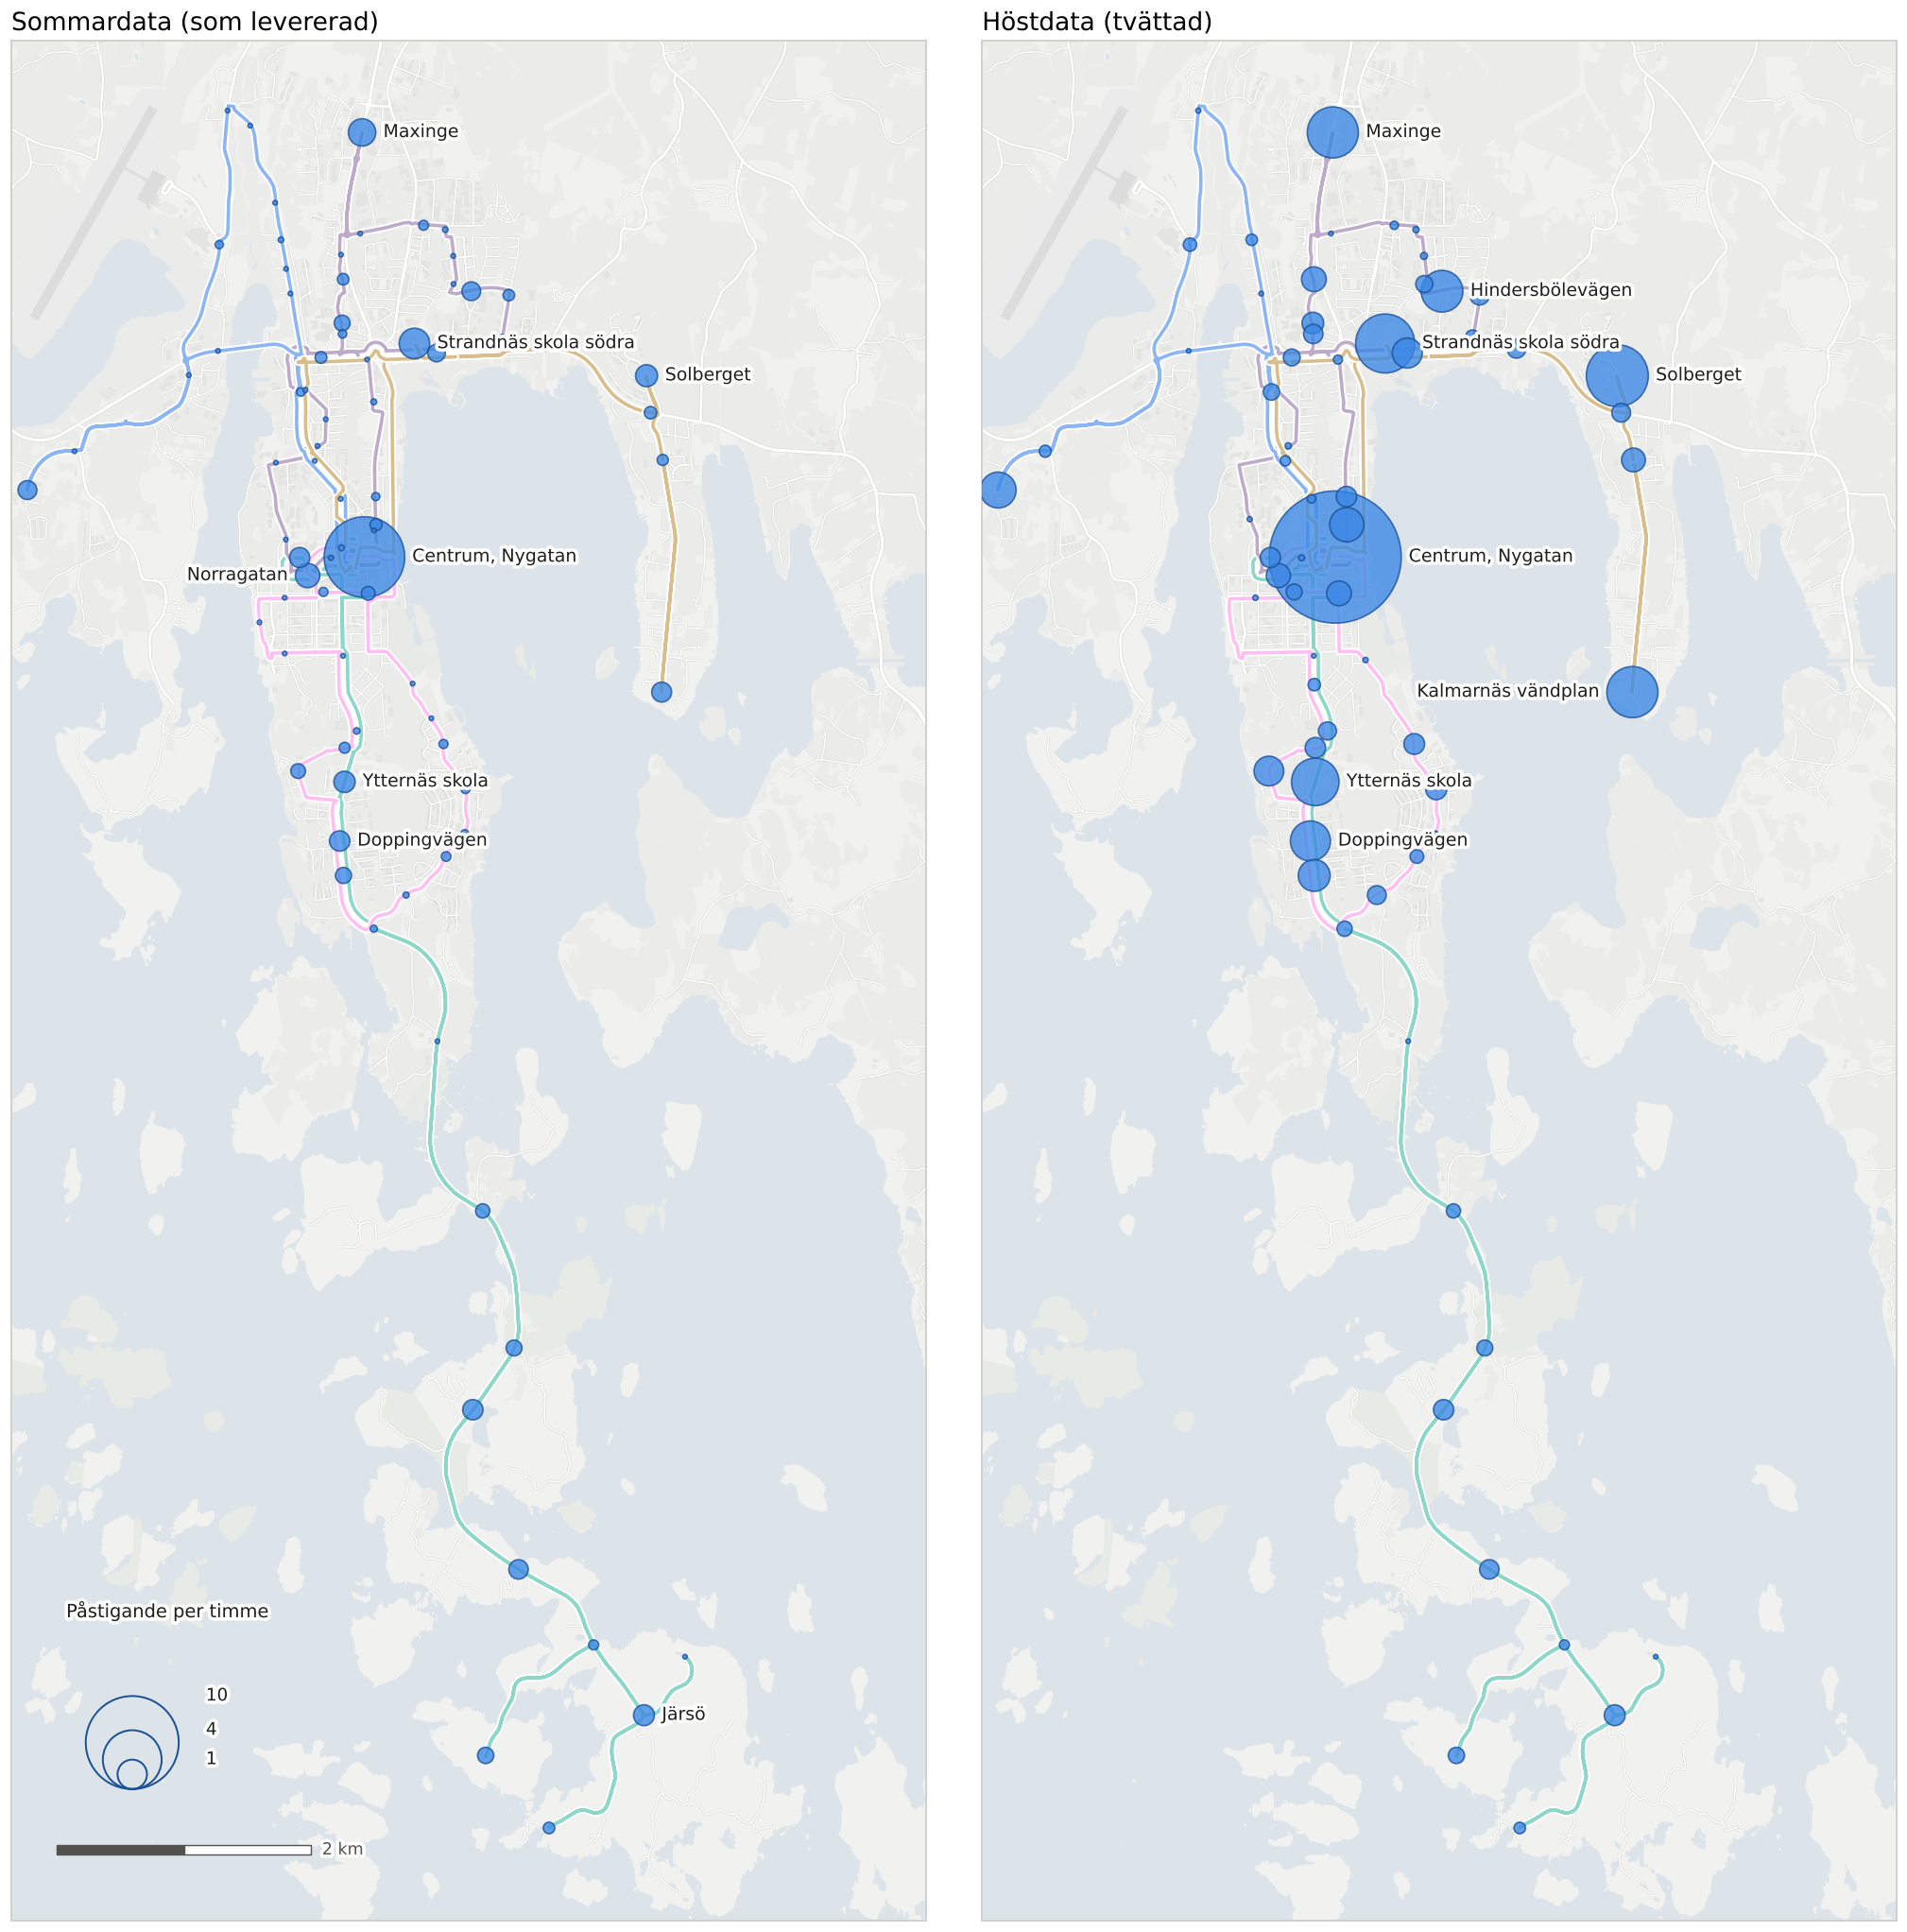 Sommardata (som levererad)
Maxinge
Strandnäs skola södra
Solberget
Centrum, Nygatan
Norragatan
Ytternäs skola
Doppingvägen
Påstigande per timme
10
4
1
Järsö
2 km
Höstdata (tvättad)
Maxinge
Hindersbölevägen
Strandnäs skola södra
Solberget
Centrum, Nygatan
Kalmarnäs vändplan
Ytternäs skola
Doppingvägen